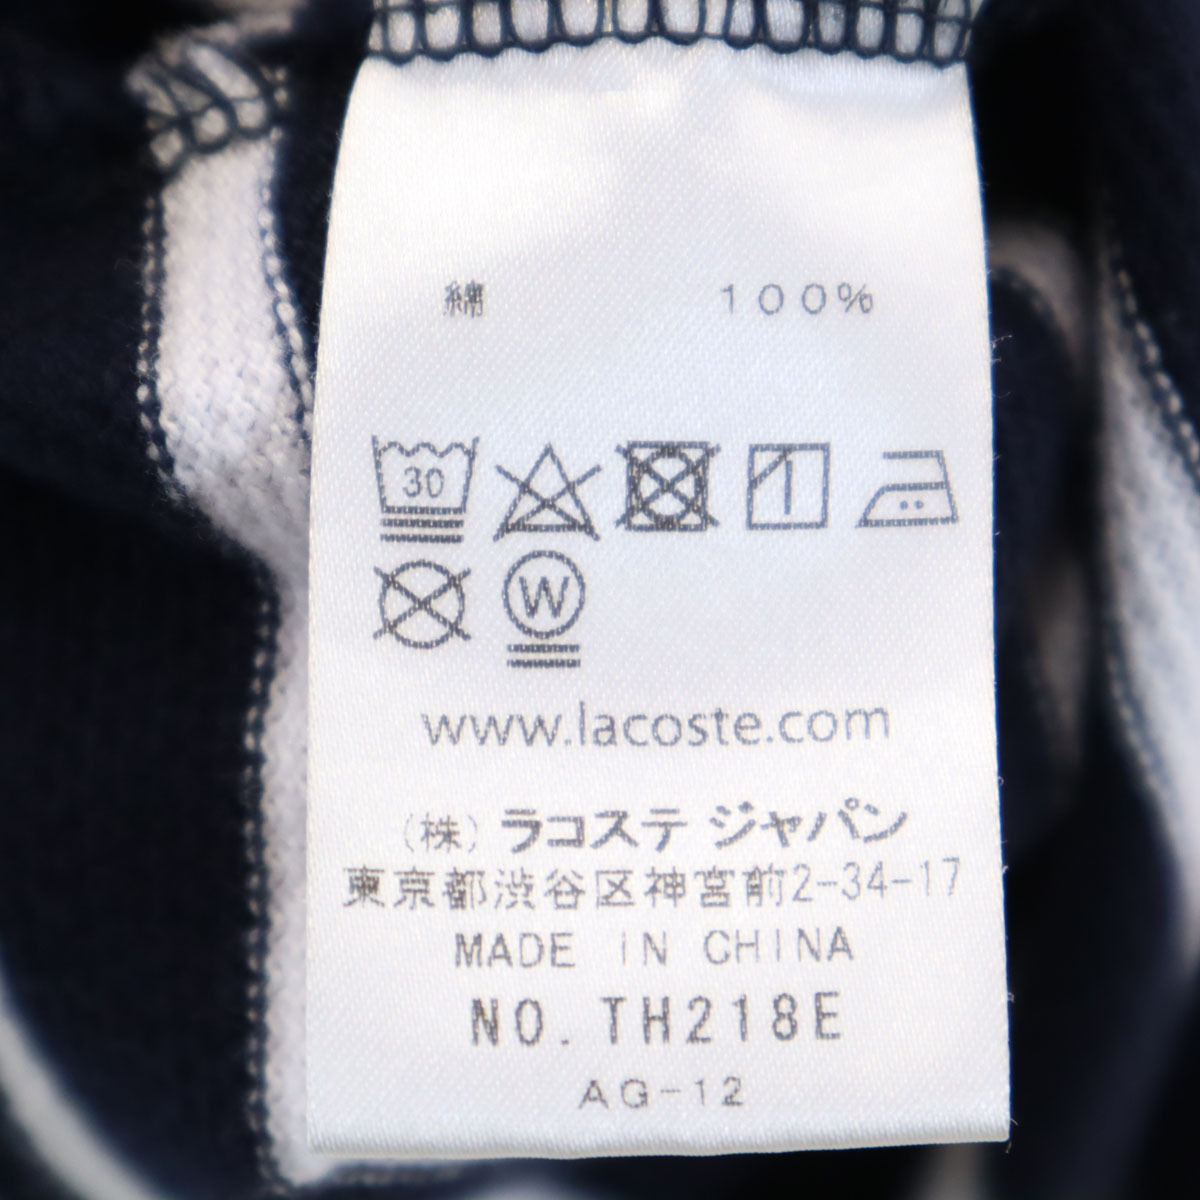 綿 100%
30
W
www.lacoste.com
(株) ラコステ ジャパン
東京都渋谷区神宮前2-34-17
MADE IN CHINA
NO. TH218E
AG-12